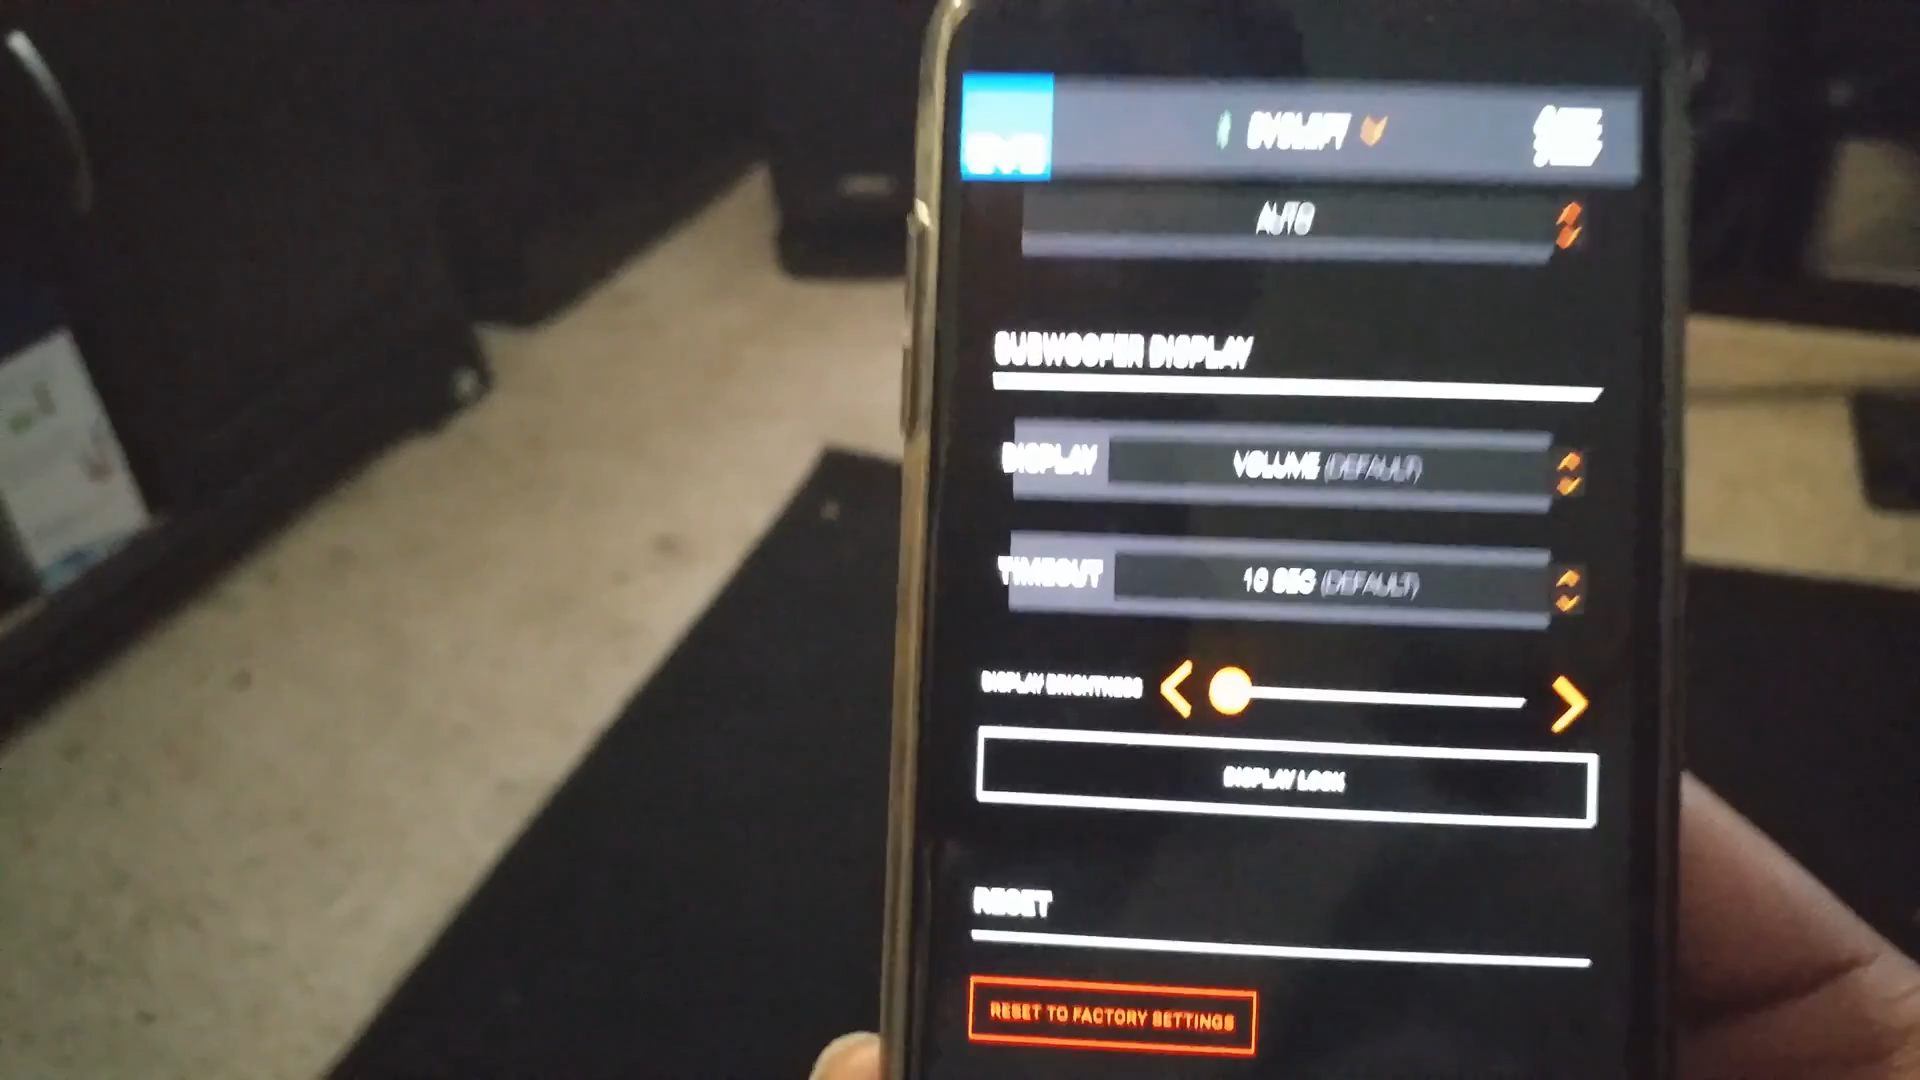 SVS
AUTO
SUBWOOFER DISPLAY
DISPLAY VOLUME (DEFAULT)
TIMEOUT 10 SEC (DEFAULT)
DISPLAY BRIGHTNESS
DISPLAY LOCK
RESET
RESET TO FACTORY SETTINGS